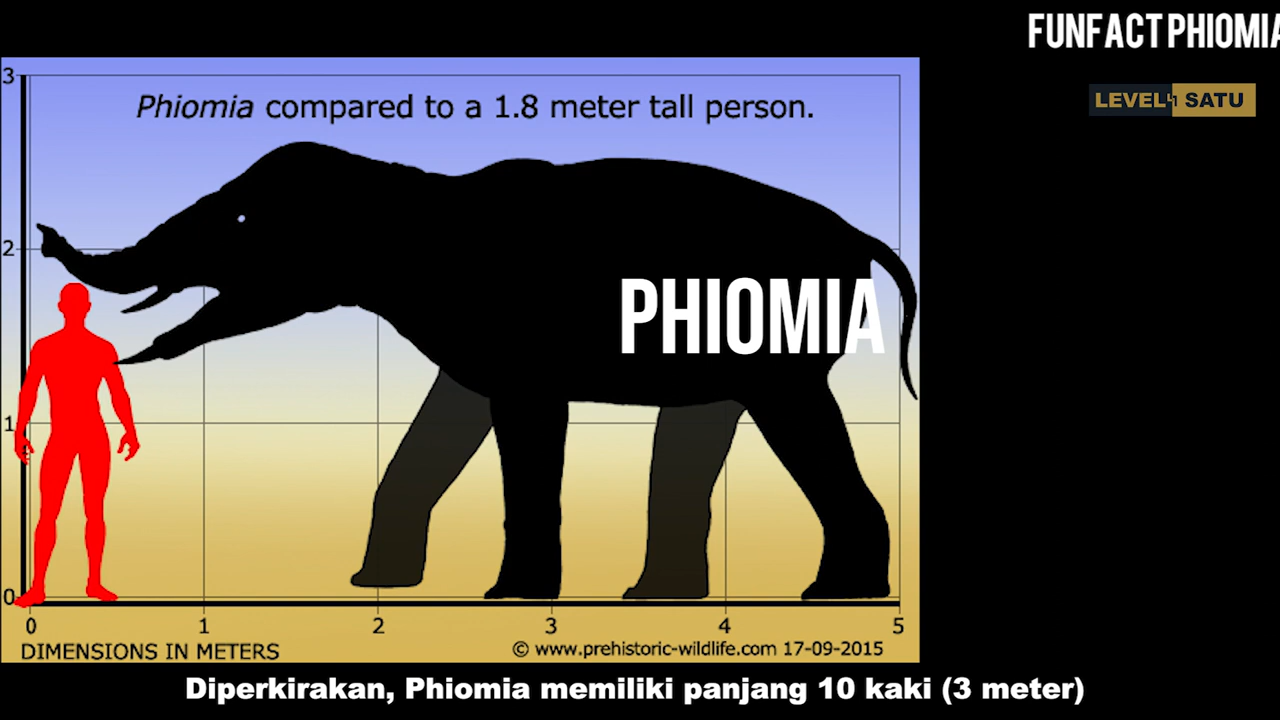 FUNFACT PHIOMIA
LEVEL 1 SATU
Phiomia compared to a 1.8 meter tall person.
3
2
1
0
PHIOMIA
0 1 2 3 4 5
DIMENSIONS IN METERS
© www.prehistoric-wildlife.com 17-09-2015
Diperkirakan, Phiomia memiliki panjang 10 kaki (3 meter)